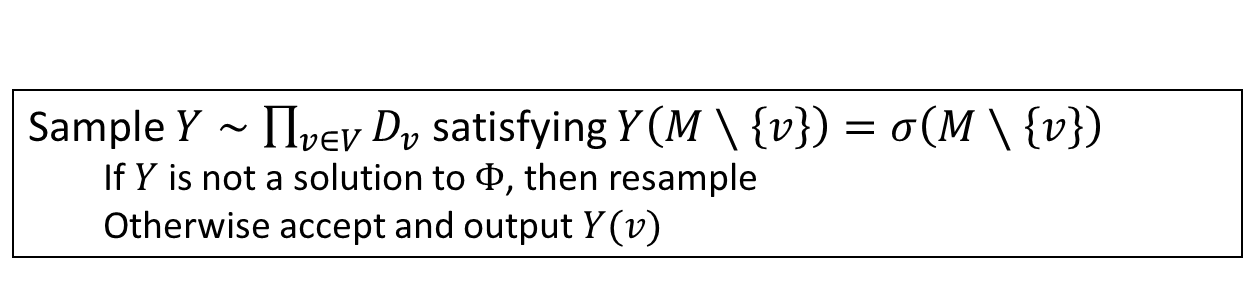 Sample 𝑌 ~ ∏_{𝑣∈𝑉} 𝐷_𝑣 satisfying 𝑌(𝑀 ∖ {𝑣}) = 𝜎(𝑀 ∖ {𝑣})
If 𝑌 is not a solution to Φ, then resample
Otherwise accept and output 𝑌(𝑣)